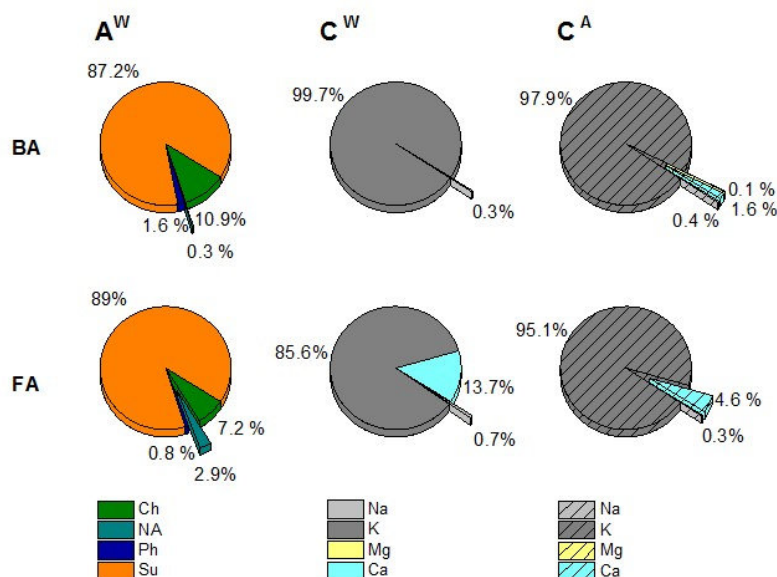 A^W C^W C^A
87.2% 99.7% 97.9%
BA
10.9% 0.1 %
1.6 % 0.3% 0.4 % 1.6 %
0.3 %
89% 85.6% 95.1%
FA
13.7% 4.6 %
7.2 %
0.8 % 0.7% 0.3%
2.9%
Ch Na Na
NA K K
Ph Mg Mg
Su Ca Ca